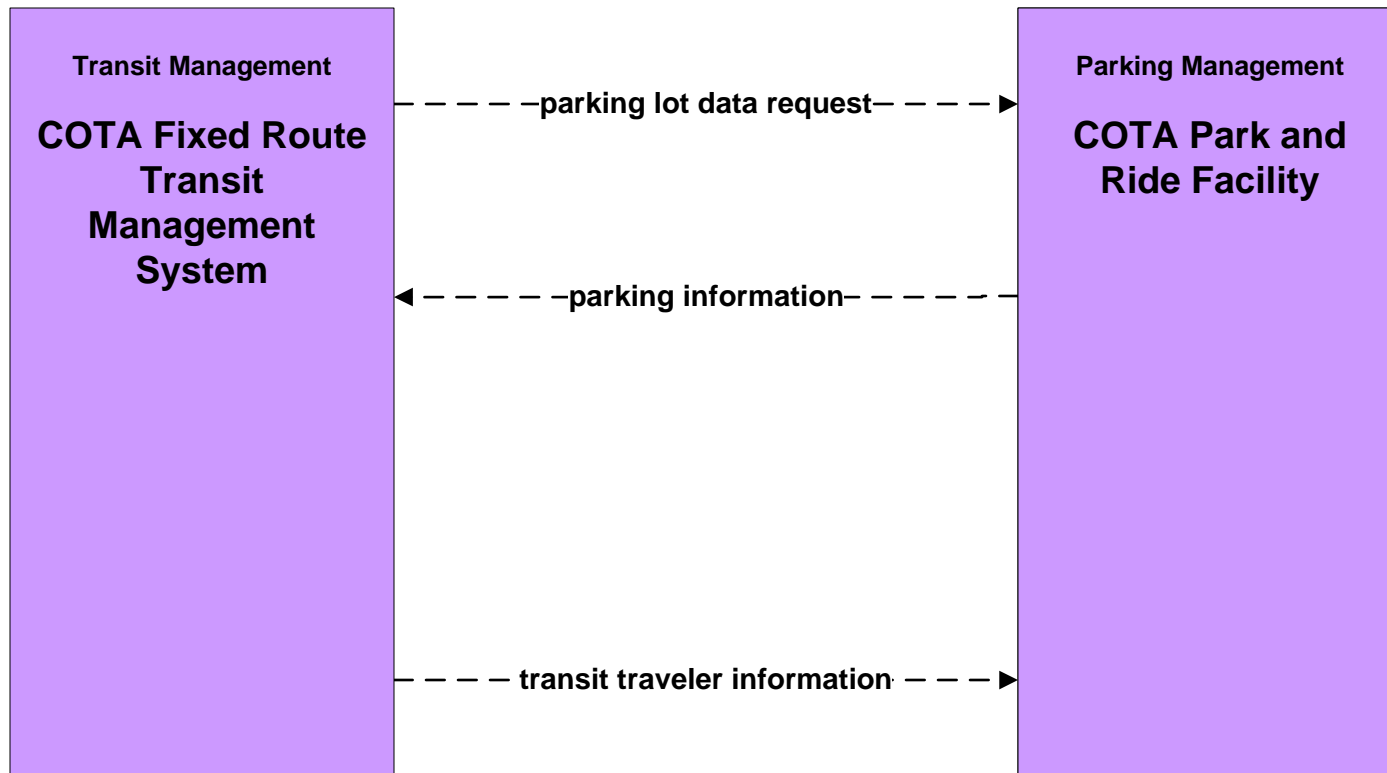 Transit Management
COTA Fixed Route
Transit
Management
System
parking lot data request
parking information
transit traveler information
Parking Management
COTA Park and
Ride Facility